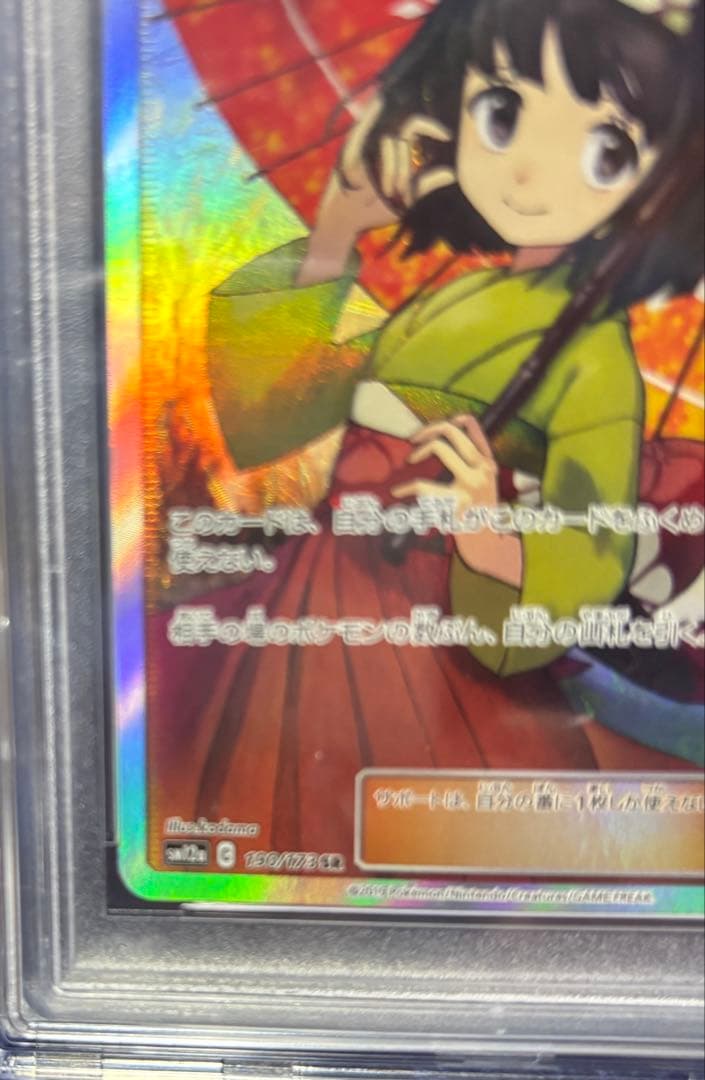 このカードは、自分の手札がこのカードをふくめ
使えない。
相手の場のポケモンの数ぶん、自分の山札を引く。
サポートは、自分の番に1枚しか使えな
illus.kodama
sm12a G 190/173 SR
©2019 Pokémon/Nintendo/Creatures/GAME FREAK